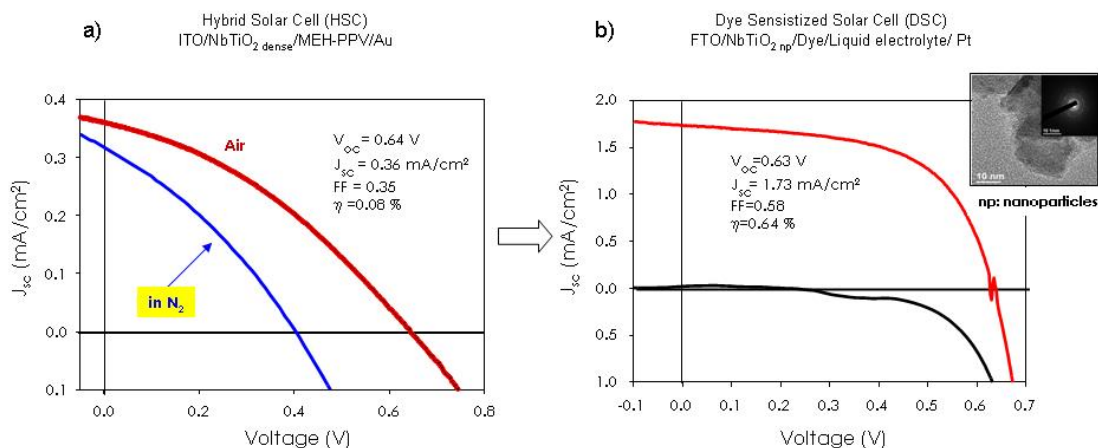 Hybrid Solar Cell (HSC)
ITO/NbTiO2 dense/MEH-PPV/Au
a)
0.4
0.3
0.2
0.1
0.0
0.1
Jsc (mA/cm2)
Air
VOC = 0.64 V
Jsc = 0.36 mA/cm2
FF = 0.35
η =0.08 %
in N2
0.0 0.2 0.4 0.6 0.8
Voltage (V)
Dye Sensistized Solar Cell (DSC)
FTO/NbTiO2 np/Dye/Liquid electrolyte/ Pt
b)
2.0
1.5
1.0
0.5
0.0
0.5
1.0
Jsc (mA/cm2)
VOC=0.63 V
Jsc= 1.73 mA/cm2
FF=0.58
η=0.64 %
-0.1 0.0 0.1 0.2 0.3 0.4 0.5 0.6 0.7
Voltage (V)
10 nm
np: nanoparticles